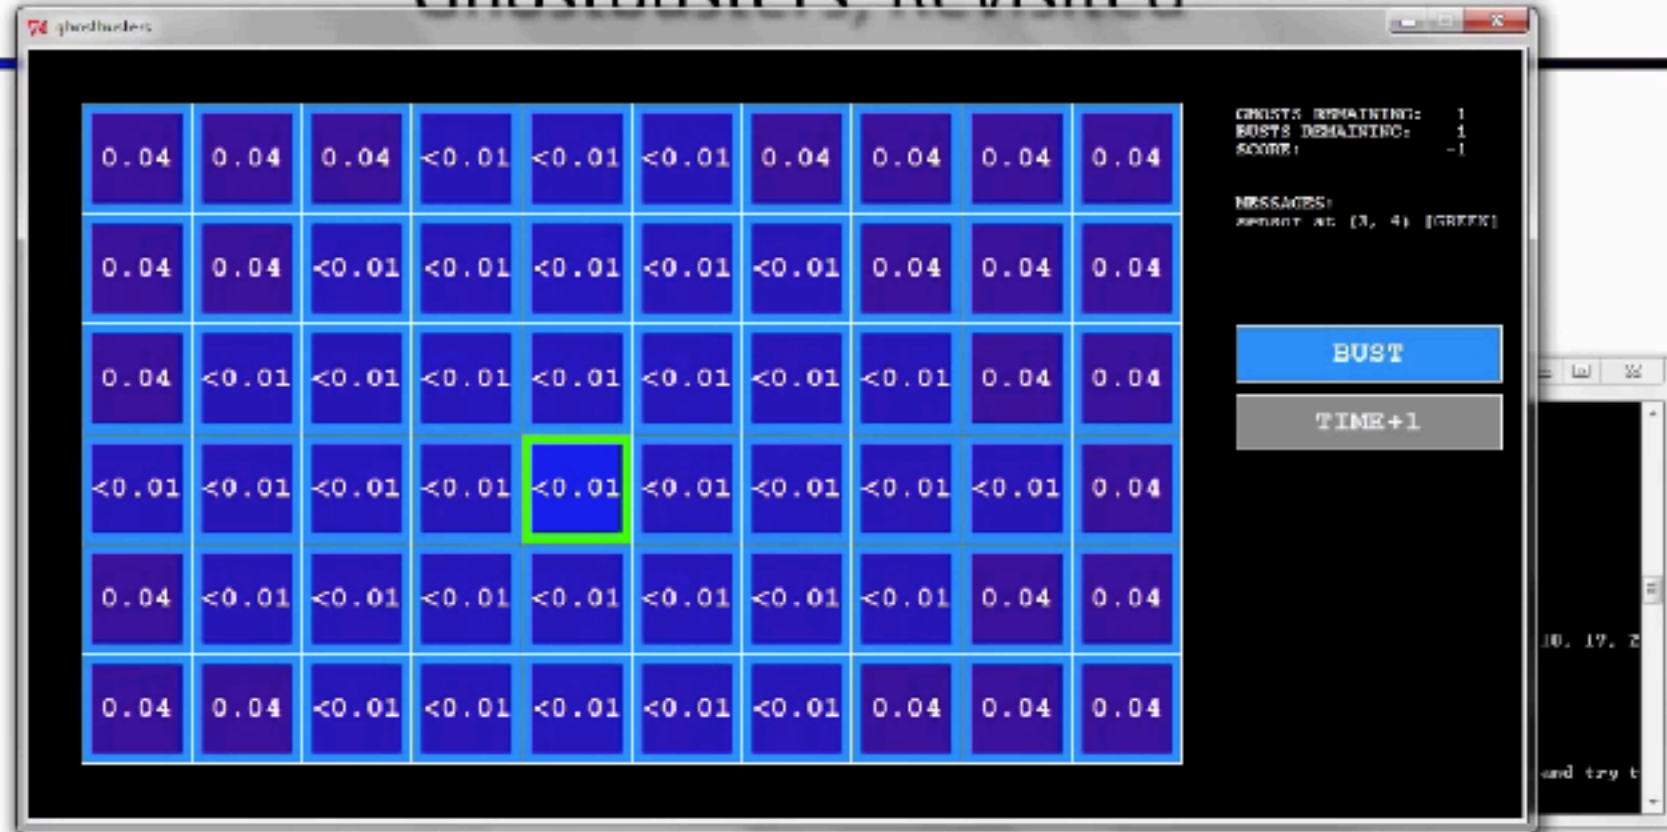 Ghostbusters, Revisited
ghostbusters
0.04 0.04 0.04 <0.01 <0.01 <0.01 0.04 0.04 0.04 0.04
0.04 0.04 <0.01 <0.01 <0.01 <0.01 <0.01 0.04 0.04 0.04
0.04 <0.01 <0.01 <0.01 <0.01 <0.01 <0.01 <0.01 0.04 0.04
<0.01 <0.01 <0.01 <0.01 <0.01 <0.01 <0.01 <0.01 <0.01 0.04
0.04 <0.01 <0.01 <0.01 <0.01 <0.01 <0.01 <0.01 0.04 0.04
0.04 0.04 <0.01 <0.01 <0.01 <0.01 <0.01 0.04 0.04 0.04
GHOSTS REMAINING: 1
BUSTS REMAINING: 1
SCORE: -1
MESSAGES:
sensor at (3, 4) [GREEN]
BUST
TIME+1
17, 2
and try t